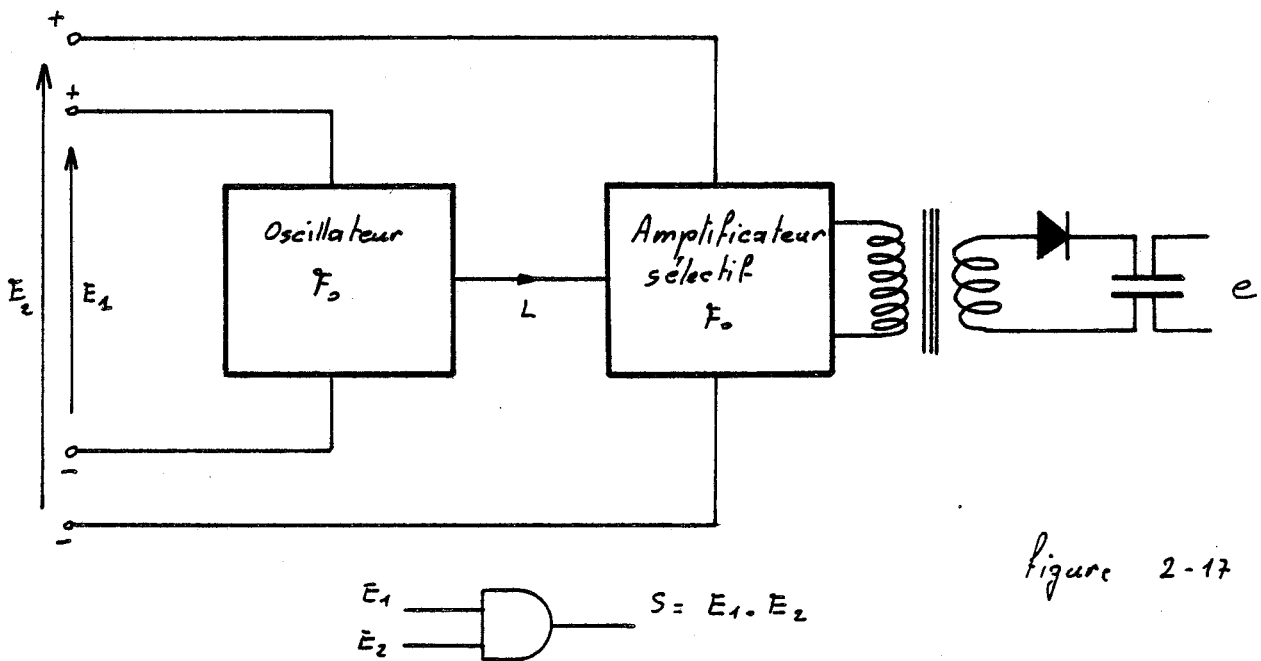 +
+
E2
E1
Oscillateur
F0
L
Amplificateur
sélectif
F0
e
-
-
figure 2-17
E1
E2
S = E1 . E2